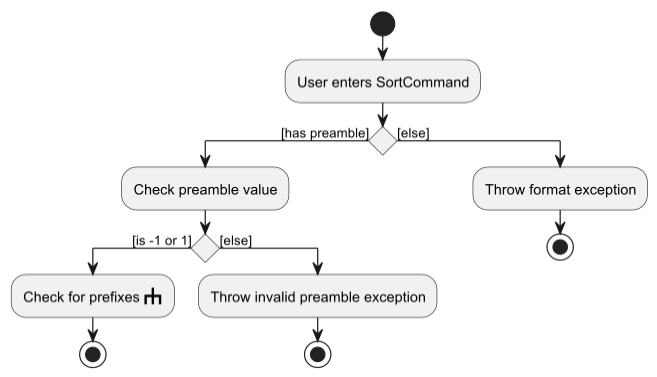 User enters SortCommand
[has preamble]
[else]
Check preamble value
Throw format exception
[is -1 or 1]
[else]
Check for prefixes
Throw invalid preamble exception